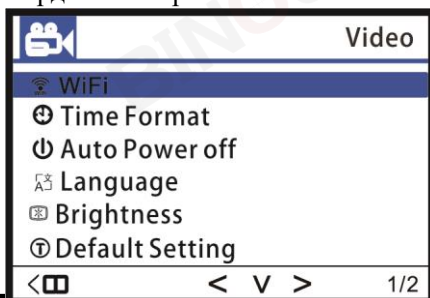 Video
WiFi
Time Format
Auto Power off
Language
Brightness
Default Setting
< < V > 1/2